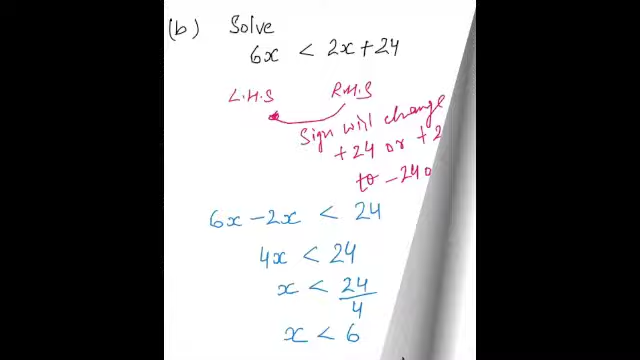 (b) Solve
6x < 2x + 24
L.H.S R.H.S
Sign will change
+24 or +2
to -24 o
6x - 2x < 24
4x < 24
x < 24/4
x < 6